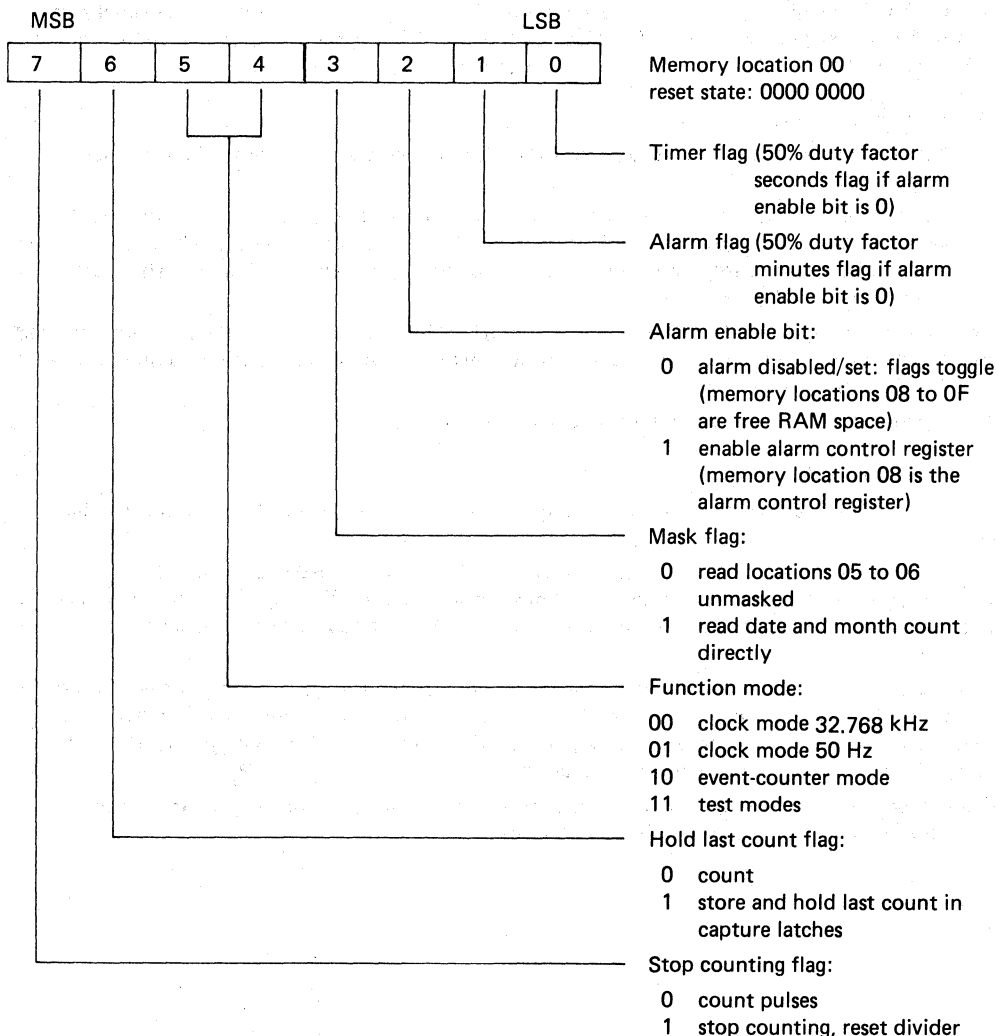 MSB LSB
7 6 5 4 3 2 1 0
Memory location 00
reset state: 0000 0000
Timer flag (50% duty factor
seconds flag if alarm
enable bit is 0)
Alarm flag (50% duty factor
minutes flag if alarm
enable bit is 0)
Alarm enable bit:
0 alarm disabled/set: flags toggle
(memory locations 08 to 0F
are free RAM space)
1 enable alarm control register
(memory location 08 is the
alarm control register)
Mask flag:
0 read locations 05 to 06
unmasked
1 read date and month count
directly
Function mode:
00 clock mode 32.768 kHz
01 clock mode 50 Hz
10 event-counter mode
11 test modes
Hold last count flag:
0 count
1 store and hold last count in
capture latches
Stop counting flag:
0 count pulses
1 stop counting, reset divider